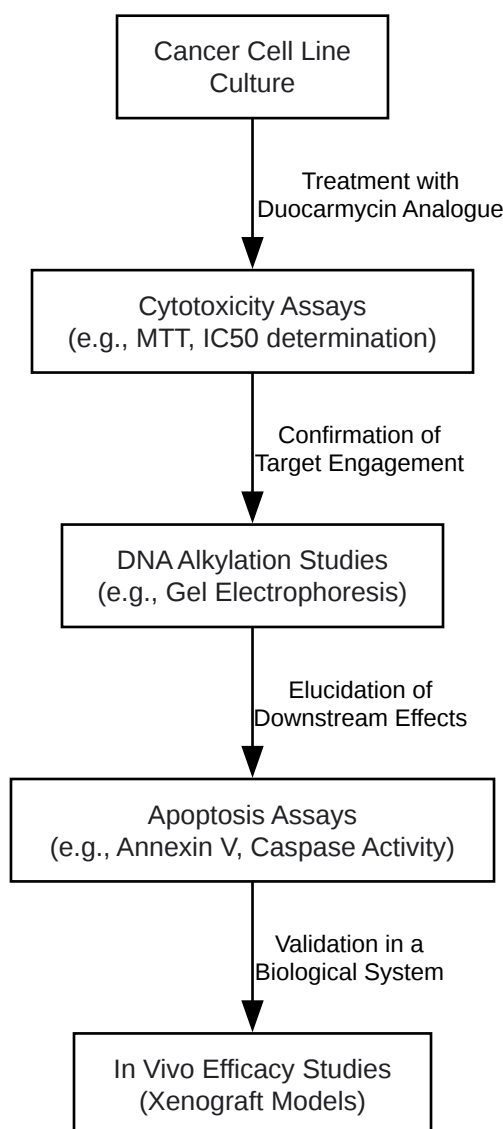 Cancer Cell Line
Culture
Treatment with
Duocarmycin Analogue
Cytotoxicity Assays
(e.g., MTT, IC50 determination)
Confirmation of
Target Engagement
DNA Alkylation Studies
(e.g., Gel Electrophoresis)
Elucidation of
Downstream Effects
Apoptosis Assays
(e.g., Annexin V, Caspase Activity)
Validation in a
Biological System
In Vivo Efficacy Studies
(Xenograft Models)